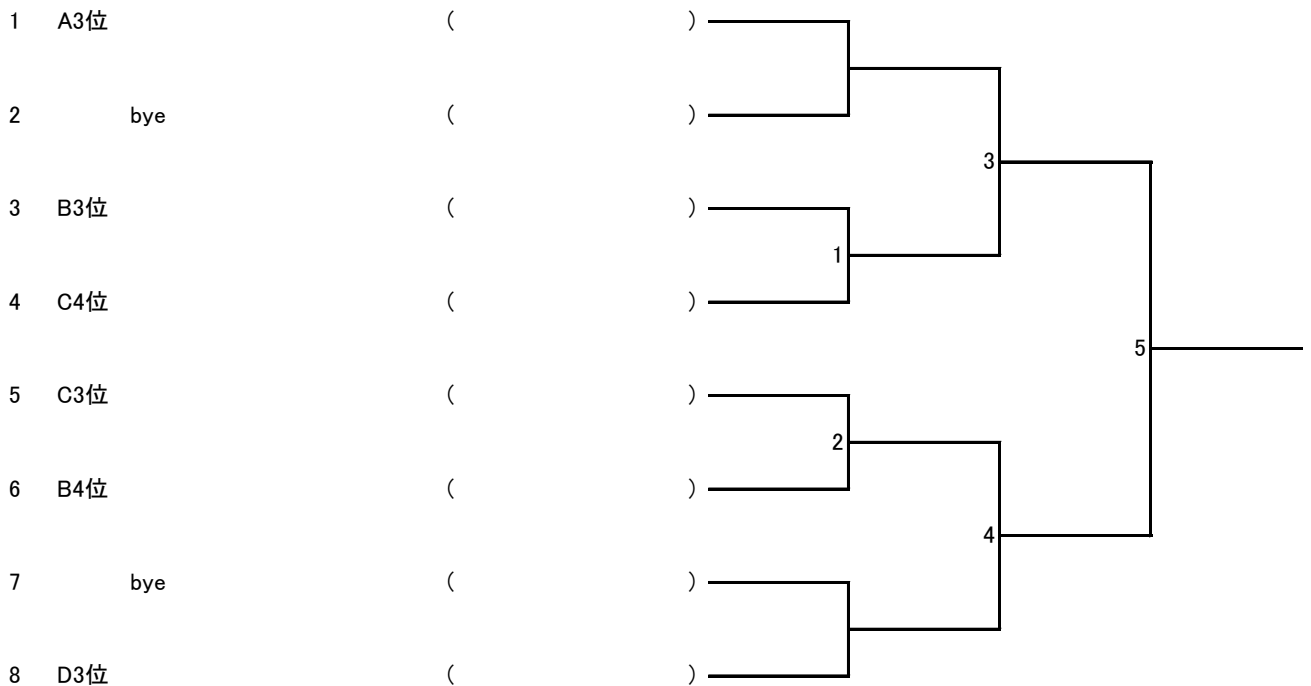 1 A3位 ( )
2 bye ( )
3
3 B3位 ( )
1
4 C4位 ( )
5
5 C3位 ( )
2
6 B4位 ( )
4
7 bye ( )
8 D3位 ( )